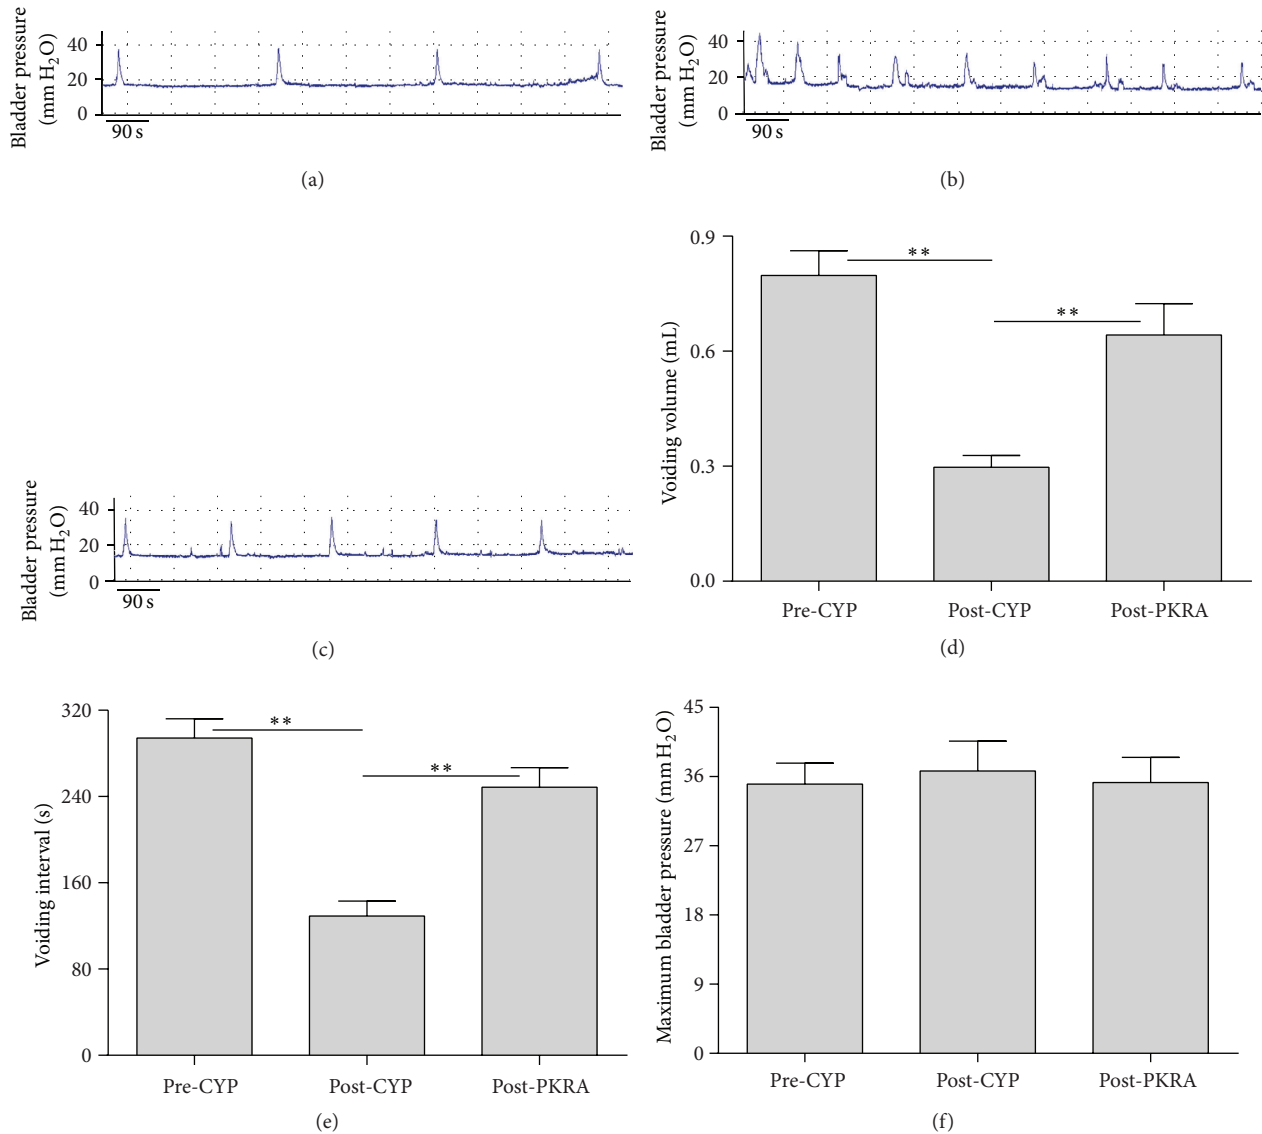 Bladder pressure
(mm H₂O)
40
20
0
90 s
(a)
Bladder pressure
(mm H₂O)
40
20
0
90 s
(b)
Bladder pressure
(mm H₂O)
40
20
0
90 s
(c)
Voiding volume (mL)
0.9
0.6
0.3
0.0
**
**
Pre-CYP
Post-CYP
Post-PKRA
(d)
Voiding interval (s)
320
240
160
80
0
**
**
Pre-CYP
Post-CYP
Post-PKRA
(e)
Maximum bladder pressure (mm H₂O)
45
36
27
18
9
0
Pre-CYP
Post-CYP
Post-PKRA
(f)